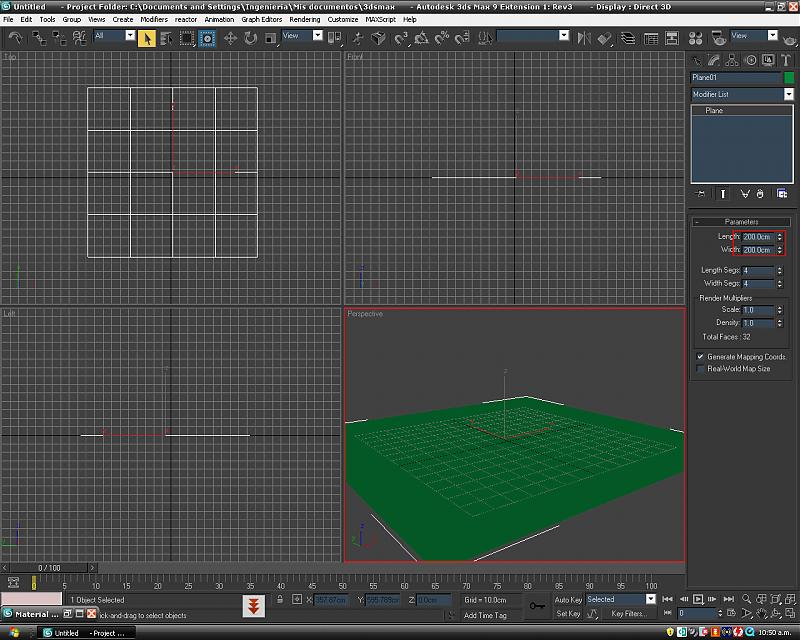 Untitled - Project Folder: C:\Documents and Settings\Ingenieria\Mis documentos\3dsmax - Autodesk 3ds Max 9 Extension 1: Rev3 - Display : Direct 3D
File Edit Tools Group Views Create Modifiers reactor Animation Graph Editors Rendering Customize MAXScript Help
All View View
Top
Front
Left
Perspective
Plane01
Modifier List
Plane
- Parameters
Length: 200.0cm
Width: 200.0cm
Length Segs: 4
Width Segs: 4
Render Multipliers
Scale: 1.0
Density: 1.0
Total Faces : 32
Generate Mapping Coords.
Real-World Map Size
0 / 100
0 5 10 15 20 25 30 35 40 45 50 55 60 65 70 75 80 85 90 95 100
1 Object Selected X: Y: Z: 0.0cm Grid = 10.0cm Auto Key Selected
Material ... ick-and-drag to select objects Add Time Tag Set Key Key Filters... 0
Untitled - Project ... 10:50 a.m.